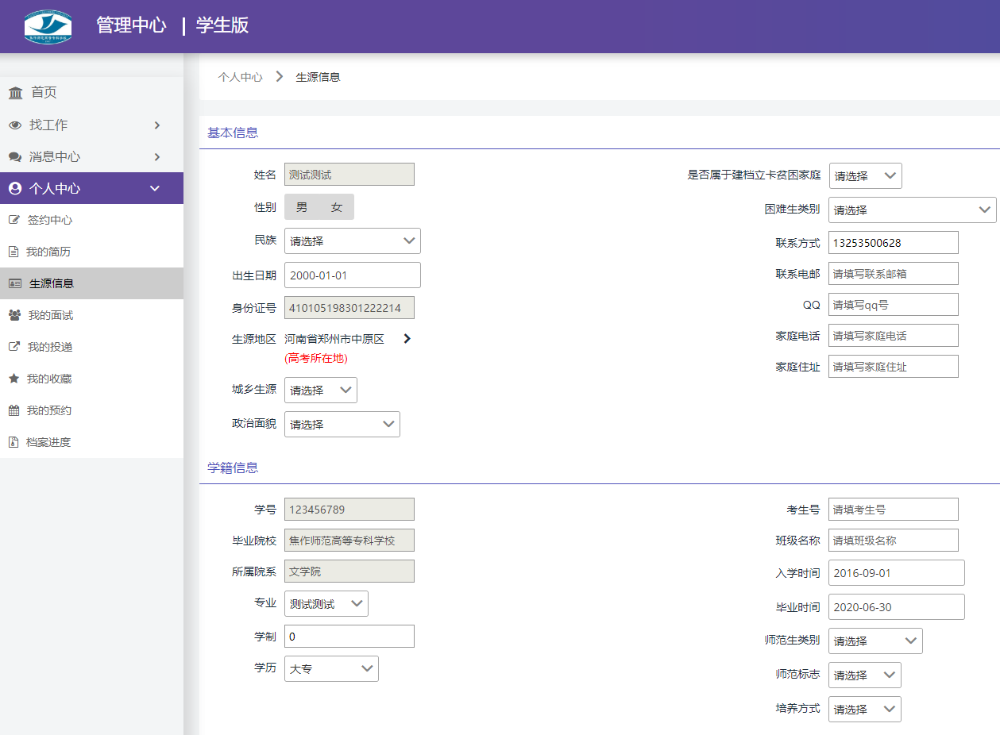 管理中心 | 学生版
首页
找工作
消息中心
个人中心
签约中心
我的简历
生源信息
我的面试
我的投递
我的收藏
我的预约
档案进度
个人中心 > 生源信息
基本信息
姓名 测试测试
性别 男 女
民族 请选择
出生日期 2000-01-01
身份证号 410105198301222214
生源地区 河南省郑州市中原区
(高考所在地)
城乡生源 请选择
政治面貌 请选择
是否属于建档立卡贫困家庭 请选择
困难生类别 请选择
联系方式 13253500628
联系电邮 请填写联系邮箱
QQ 请填写qq号
家庭电话 请填写家庭电话
家庭住址 请填写家庭住址
学籍信息
学号 123456789
毕业院校 焦作师范高等专科学校
所属院系 文学院
专业 测试测试
学制 0
学历 大专
考生号 请填考生号
班级名称 请填班级名称
入学时间 2016-09-01
毕业时间 2020-06-30
师范生类别 请选择
师范标志 请选择
培养方式 请选择